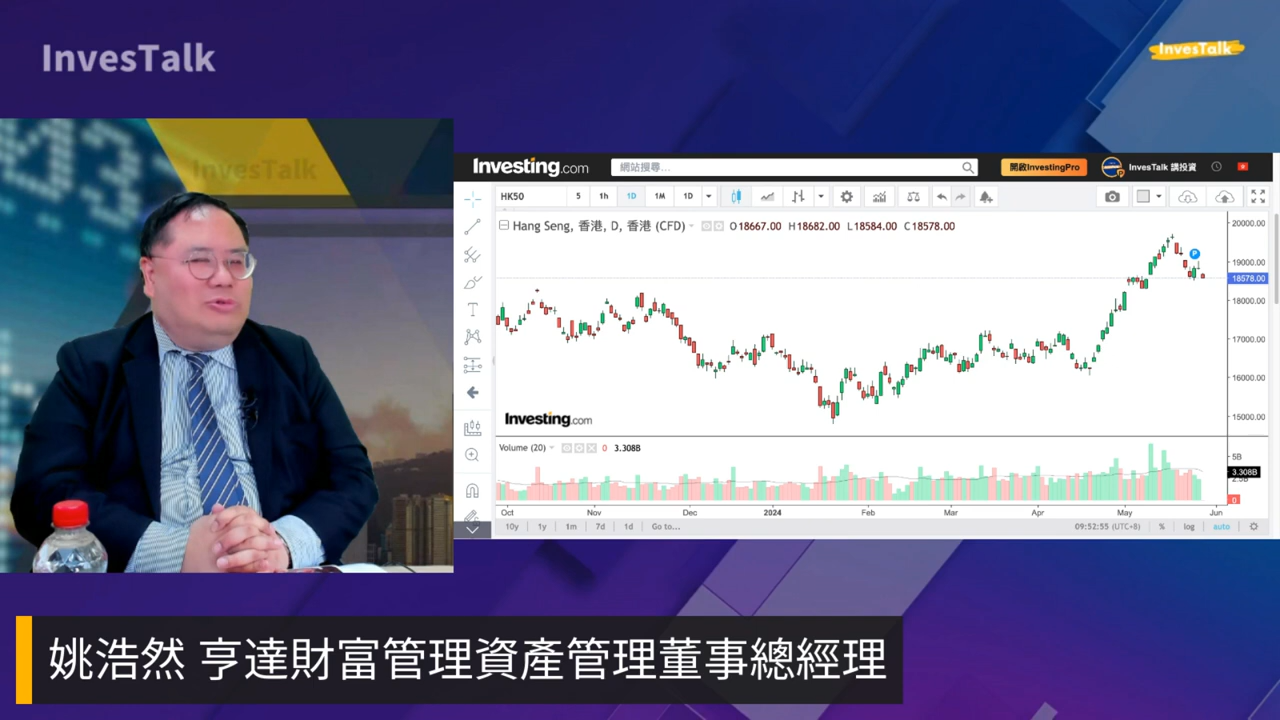 InvesTalk
InvesTalk
InvesTalk
Investing.com
網站搜尋...
開啟InvestingPro
InvesTalk 講投資
HK50
5
1h
1D
1M
1D
Hang Seng, 香港, D, 香港 (CFD)
O18667.00 H18682.00 L18584.00 C18578.00
20000.00
19000.00
P
18578.00
18000.00
17000.00
16000.00
15000.00
Investing.com
Volume (20)
0
3.308B
5B
3.308B
0
Oct Nov Dec 2024 Feb Mar Apr May Jun
10y 1y 1m 7d 1d Go to...
09:52:55 (UTC+8) % log auto
姚浩然 亨達財富管理資產管理董事總經理